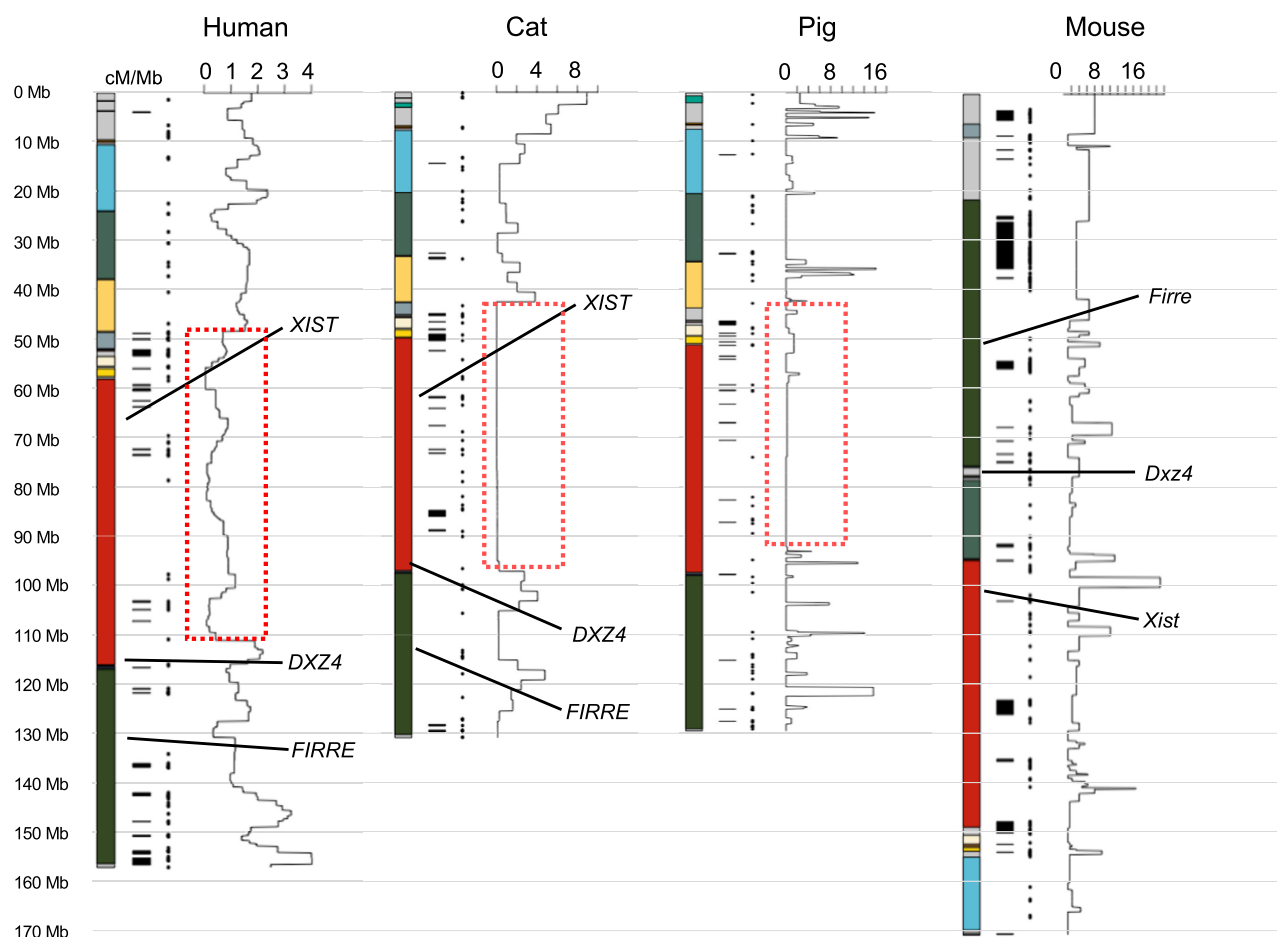 Human
Cat
Pig
Mouse
cM/Mb
0 1 2 3 4
0 4 8
0 8 16
0 8 16
0 Mb
10 Mb
20 Mb
30 Mb
40 Mb
50 Mb
60 Mb
70 Mb
80 Mb
90 Mb
100 Mb
110 Mb
120 Mb
130 Mb
140 Mb
150 Mb
160 Mb
170 Mb
XIST
DXZ4
FIRRE
XIST
DXZ4
FIRRE
Firre
Dxz4
Xist